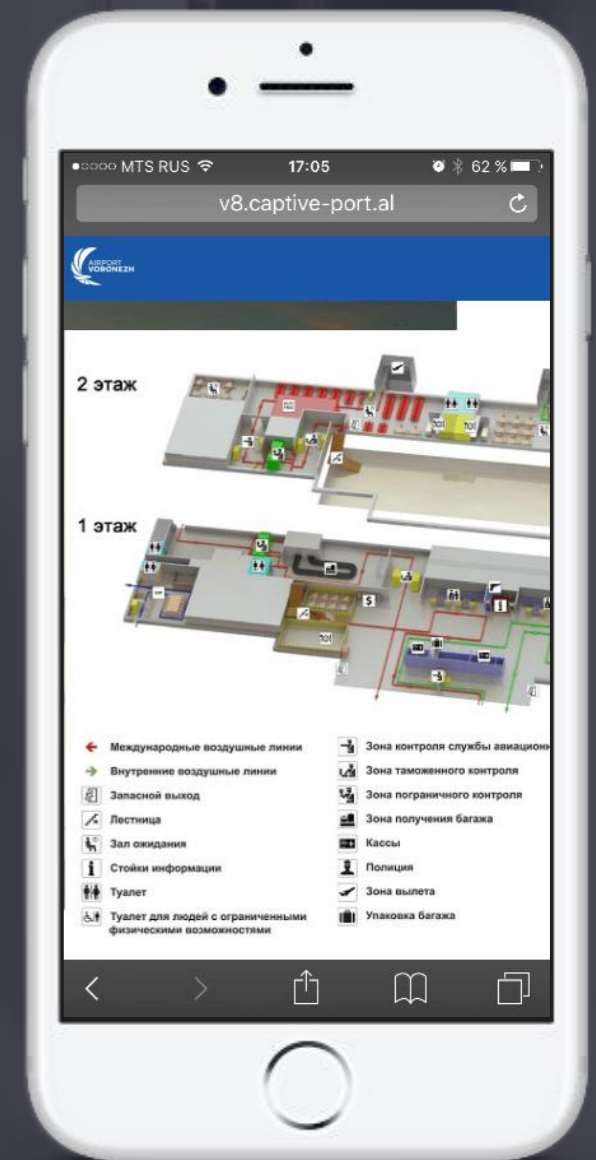 MTS RUS 17:05 62 %
v8.captive-port.al
AIRPORT
VORONEZH
2 этаж
1 этаж
Международные воздушные линии
Внутренние воздушные линии
Запасной выход
Лестница
Зал ожидания
Стойки информации
Туалет
Туалет для людей с ограниченными
физическими возможностями
Зона контроля службы авиационн
Зона таможенного контроля
Зона пограничного контроля
Зона получения багажа
Кассы
Полиция
Зона вылета
Упаковка багажа